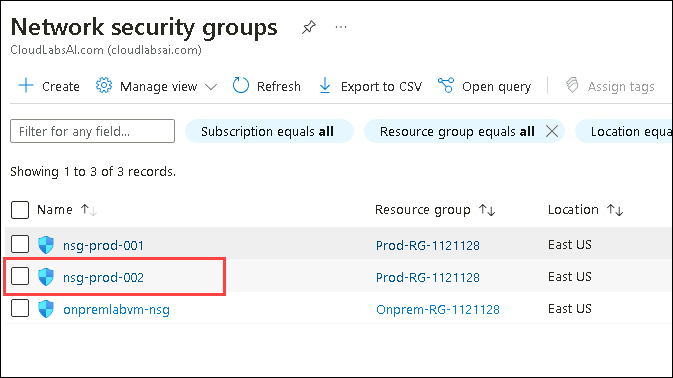 Network security groups ...
CloudLabsAI.com (cloudlabsai.com)
+ Create Manage view Refresh Export to CSV Open query Assign tags
Filter for any field... Subscription equals all Resource group equals all Location equa
Showing 1 to 3 of 3 records.
Name ↑↓ Resource group ↑↓ Location ↑↓
nsg-prod-001 Prod-RG-1121128 East US
nsg-prod-002 Prod-RG-1121128 East US
onpremlabvm-nsg Onprem-RG-1121128 East US